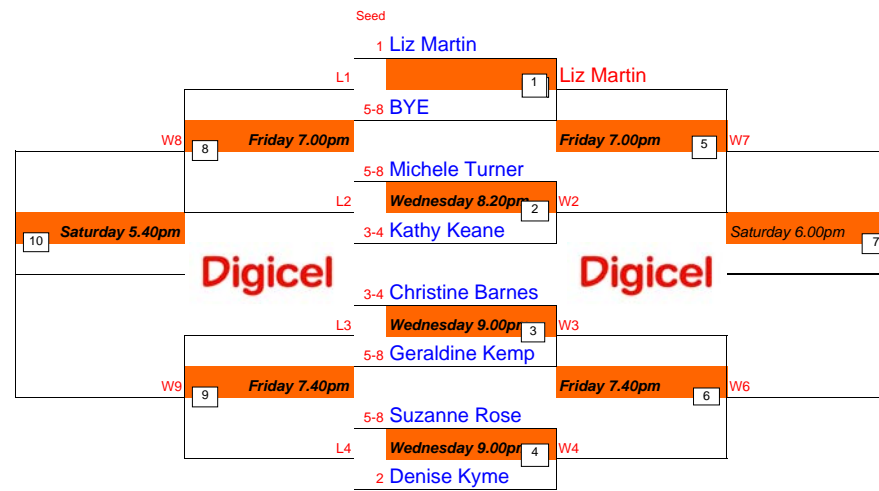 Seed
1 Liz Martin
L1 1 Liz Martin
5-8 BYE
W8 8 Friday 7.00pm Friday 7.00pm 5 W7
5-8 Michele Turner
L2 Wednesday 8.20pm 2 W2
3-4 Kathy Keane
10 Saturday 5.40pm Saturday 6.00pm 7
Digicel Digicel
3-4 Christine Barnes
L3 Wednesday 9.00pm 3 W3
5-8 Geraldine Kemp
W9 9 Friday 7.40pm Friday 7.40pm 6 W6
5-8 Suzanne Rose
L4 Wednesday 9.00pm 4 W4
2 Denise Kyme